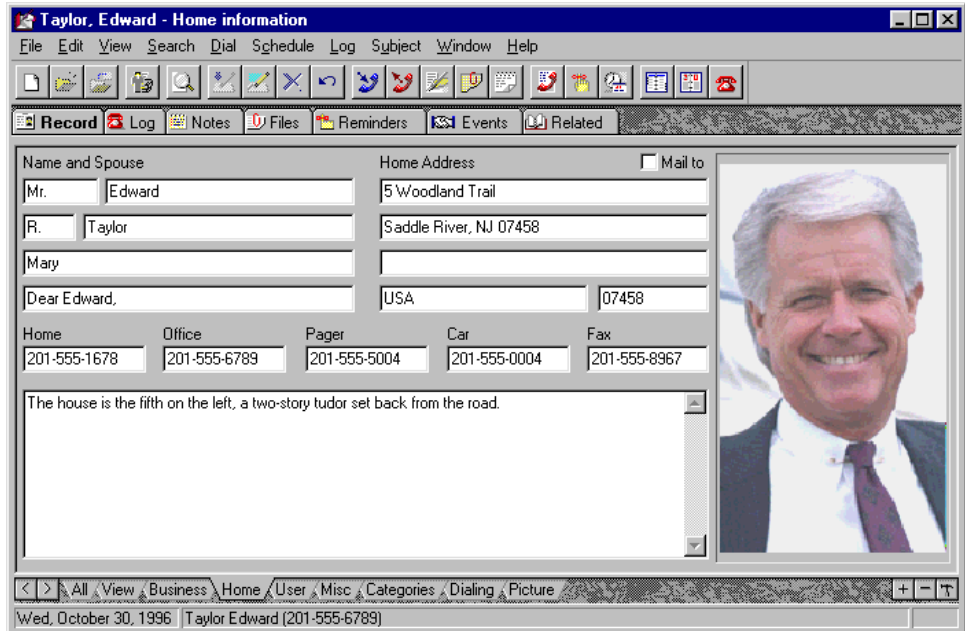 Taylor, Edward - Home information
File Edit View Search Dial Schedule Log Subject Window Help
Record Log Notes Files Reminders Events Related
Name and Spouse Home Address Mail to
Mr. Edward 5 Woodland Trail
R. Taylor Saddle River, NJ 07458
Mary
Dear Edward, USA 07458
Home Office Pager Car Fax
201-555-1678 201-555-6789 201-555-5004 201-555-0004 201-555-8967
The house is the fifth on the left, a two-story tudor set back from the road.
All View Business Home User Misc Categories Dialing Picture
Wed, October 30, 1996 Taylor Edward (201-555-6789)